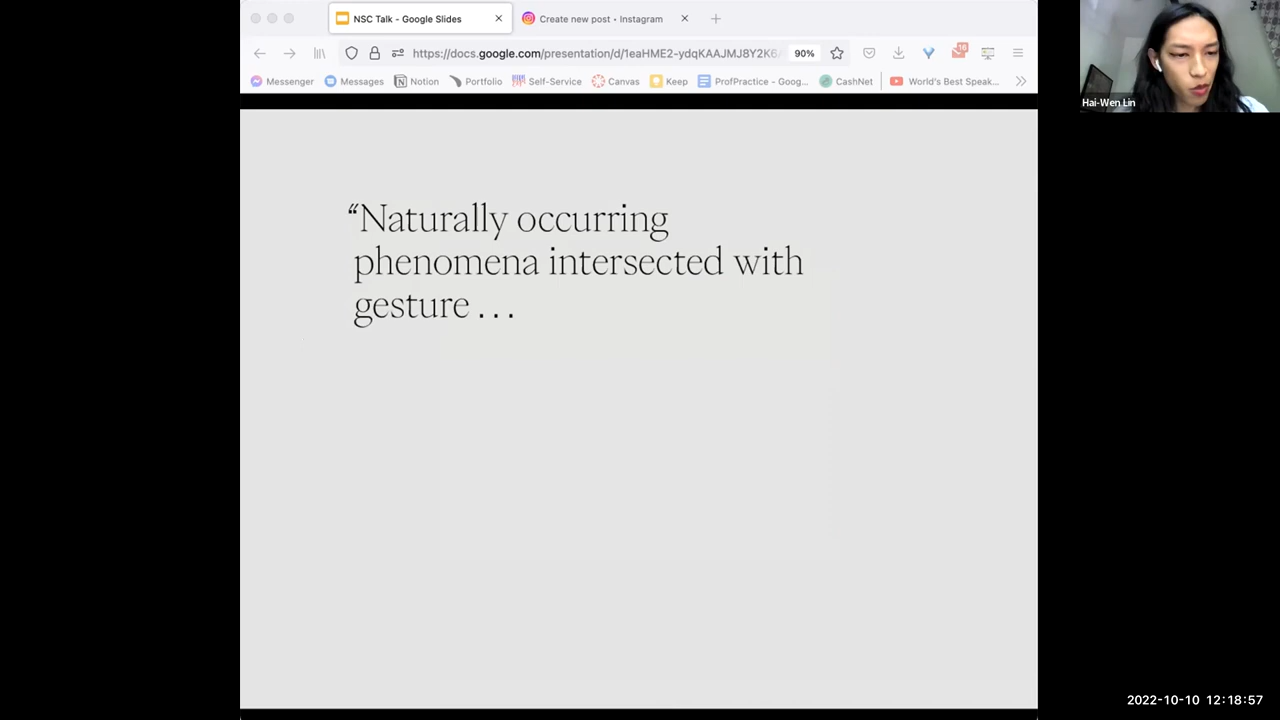 NSC Talk - Google Slides
Create new post • Instagram
https://docs.google.com/presentation/d/1eaHME2-ydqKAAJMJ8Y2K6
90%
18
Messenger
Messages
Notion
Portfolio
Self-Service
Canvas
Keep
ProfPractice - Goog...
CashNet
World's Best Speak...
Hai-Wen Lin
“Naturally occurring
phenomena intersected with
gesture . . .
2022-10-10 12:18:57